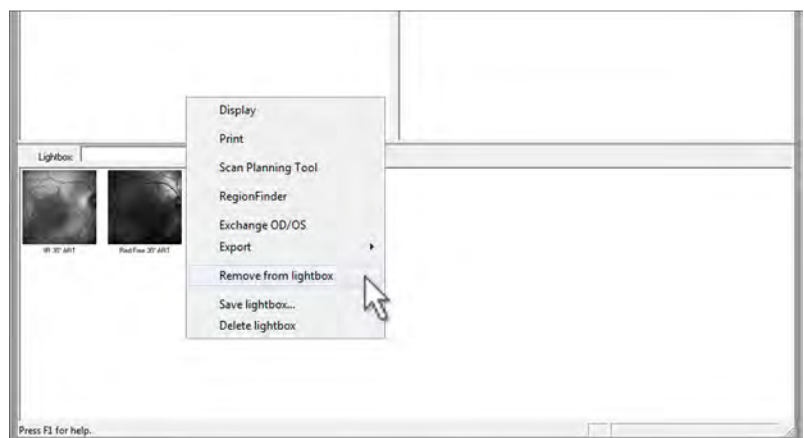 Display
Print
Lightbox:
Scan Planning Tool
RegionFinder
Exchange OD/OS
IR 30° ART
Red Free 30° ART
Export
Remove from lightbox
Save lightbox...
Delete lightbox
Press F1 for help.